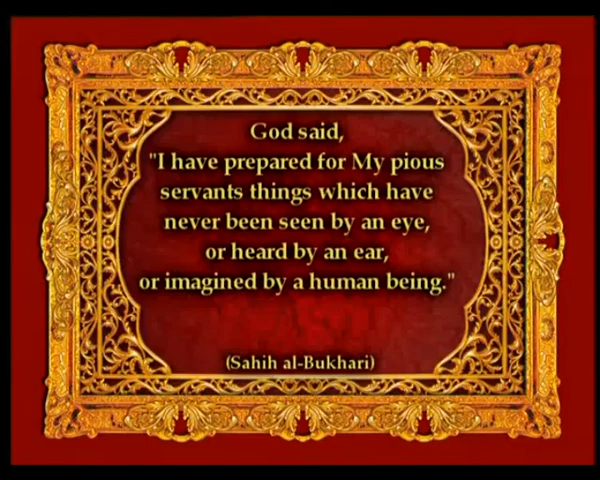 God said,
"I have prepared for My pious
servants things which have
never been seen by an eye,
or heard by an ear,
or imagined by a human being."
(Sahih al-Bukhari)